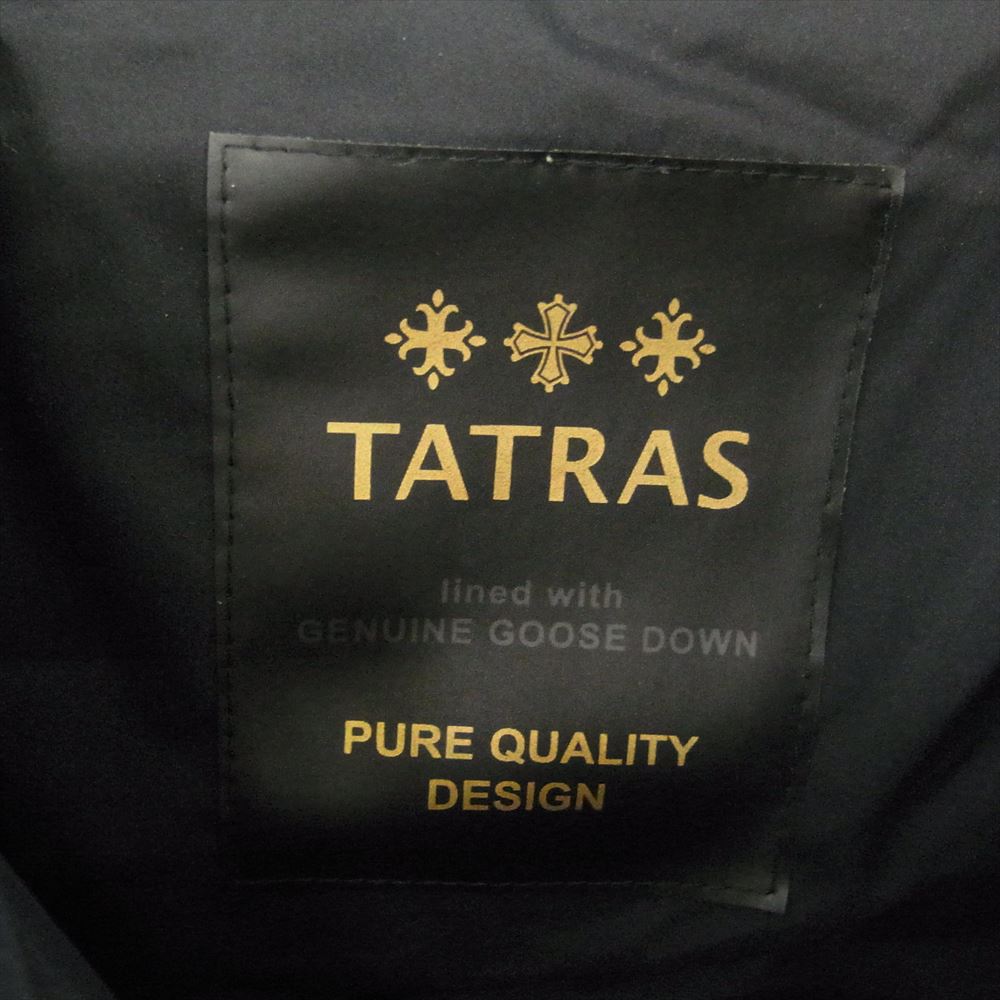 TATRAS
lined with
GENUINE GOOSE DOWN
PURE QUALITY
DESIGN